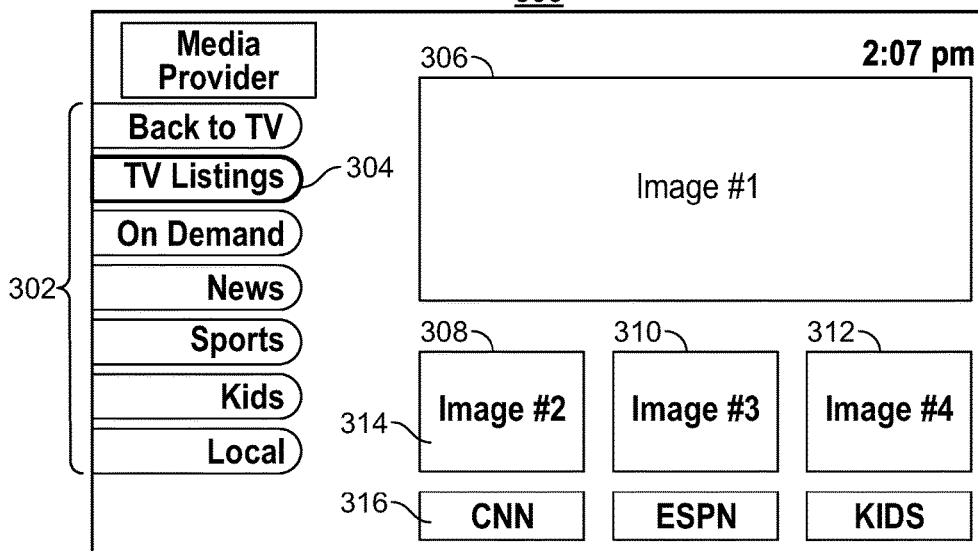 Media
Provider
2:07 pm
306
Back to TV
TV Listings
304
Image #1
On Demand
302
News
Sports
308
310
312
Kids
Image #2
Image #3
Image #4
314
Local
316
CNN
ESPN
KIDS